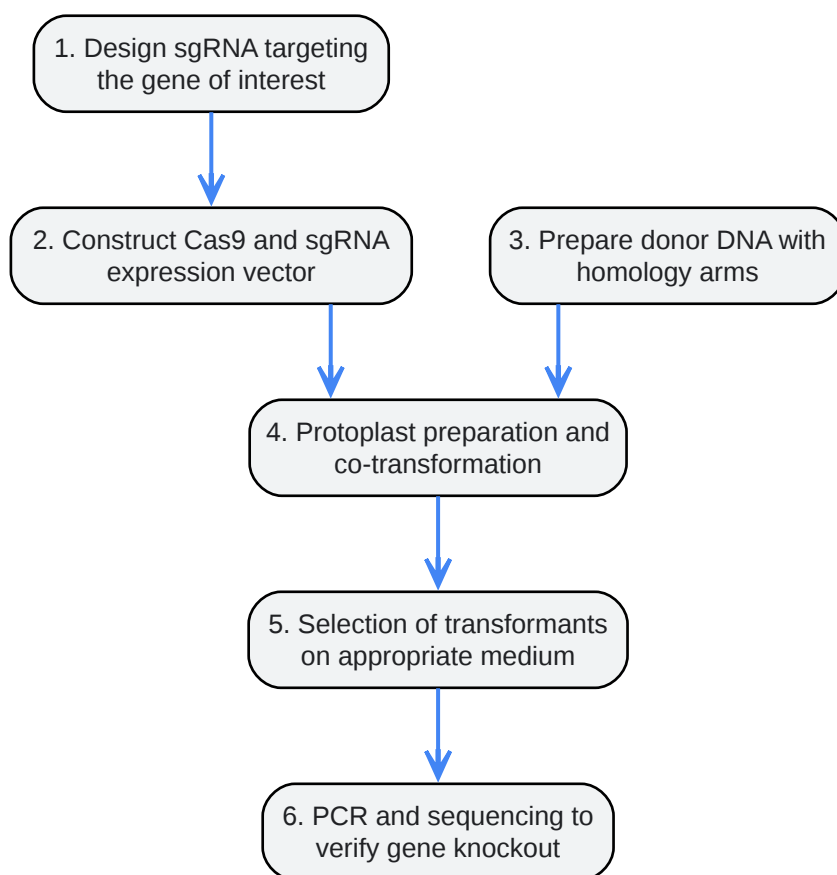 1. Design sgRNA targeting
the gene of interest
2. Construct Cas9 and sgRNA
expression vector
3. Prepare donor DNA with
homology arms
4. Protoplast preparation and
co-transformation
5. Selection of transformants
on appropriate medium
6. PCR and sequencing to
verify gene knockout